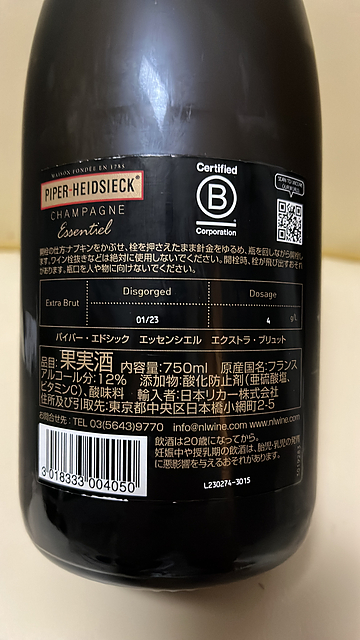 MAISON FONDÉE EN 1785
PIPER-HEIDSIECK
CHAMPAGNE
Essentiel
Certified
B
Corporation
開栓の仕方:ナプキンをかぶせ、栓を押さえたまま針金をゆるめ、瓶を回しながら開栓し
ます。ワイン栓抜きなどは絶対に使用しないでください。開栓時、栓が飛び出すおそれ
があります。瓶口を人や物に向けないでください。
Disgorged Dosage
Extra Brut 01/23 4 g/L
パイパー・エドシック エッセンシエル エクストラ・ブリュット
品目:果実酒 内容量:750ml 原産国名:フランス
アルコール分:12% 添加物:酸化防止剤(亜硫酸塩、
ビタミンC)、酸味料 輸入者:日本リカー株式会社
住所及び引取先:東京都中央区日本橋小網町2-5
お問合せ先:TEL 03(5643)9770 info@nlwine.com www.nlwine.com
飲酒は20歳になってから。
妊娠中や授乳期の飲酒は、胎児・乳児の発育
に悪影響を与えるおそれがあります。
3 018333 004050
L230274-3015